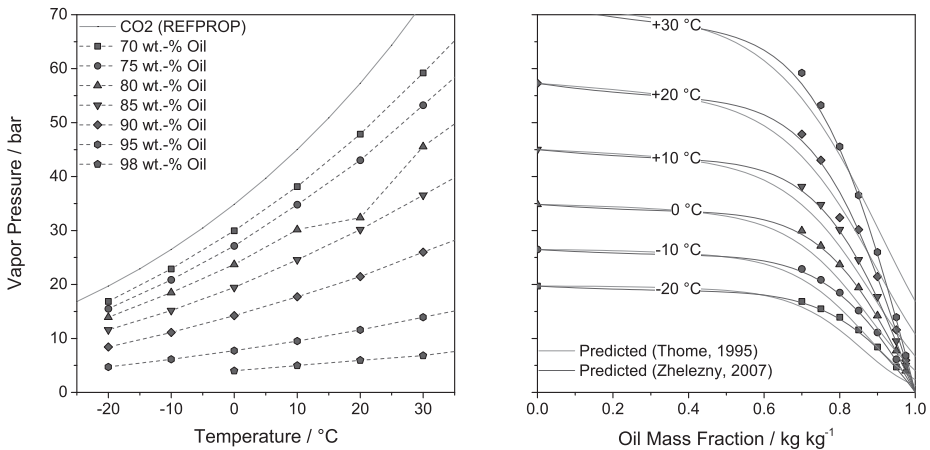 70
60
50
40
30
20
10
0
Vapor Pressure / bar
CO2 (REFPROP)
70 wt.-% Oil
75 wt.-% Oil
80 wt.-% Oil
85 wt.-% Oil
90 wt.-% Oil
95 wt.-% Oil
98 wt.-% Oil
-20 -10 0 10 20 30
Temperature / °C
+30 °C
+20 °C
+10 °C
0 °C
-10 °C
-20 °C
Predicted (Thome, 1995)
Predicted (Zhelezny, 2007)
0.0 0.2 0.4 0.6 0.8 1.0
Oil Mass Fraction / kg kg⁻¹